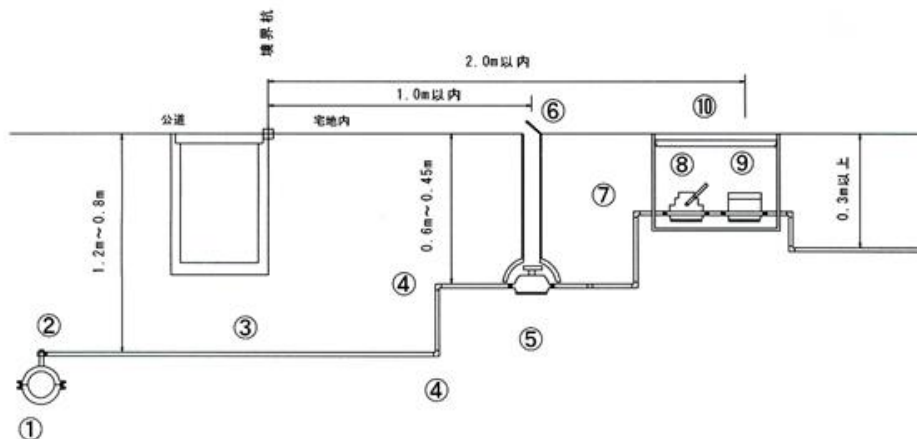 境界杭
2.0m以内
1.0m以内
⑩
⑥
公道
宅地内
⑧
⑨
⑦
1.2m～0.8m
0.6m～0.45m
0.3m以上
④
②
③
⑤
④
①